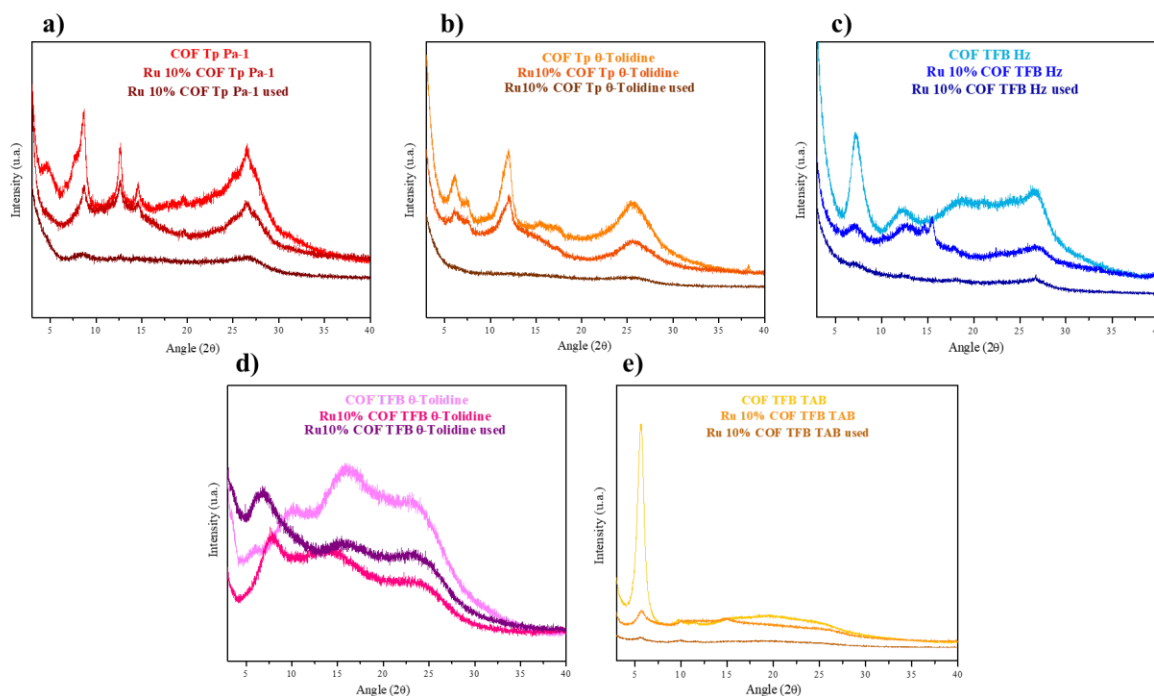 a)
COF Tp Pa-1
Ru 10% COF Tp Pa-1
Ru 10% COF Tp Pa-1 used
Intensity (u.a.)
5 10 15 20 25 30 35 40
Angle (2θ)
b)
COF Tp θ-Tolidine
Ru10% COF Tp θ-Tolidine
Ru10% COF Tp θ-Tolidine used
Intensity (u.a.)
5 10 15 20 25 30 35 40
Angle (2θ)
c)
COF TFB Hz
Ru 10% COF TFB Hz
Ru 10% COF TFB Hz used
Intensity (u.a.)
5 10 15 20 25 30 35 40
Angle (2θ)
d)
COF TFB θ-Tolidine
Ru10% COF TFB θ-Tolidine
Ru10% COF TFB θ-Tolidine used
Intensity (u.a.)
5 10 15 20 25 30 35 40
Angle (2θ)
e)
COF TFB TAB
Ru 10% COF TFB TAB
Ru 10% COF TFB TAB used
Intensity (u.a.)
5 10 15 20 25 30 35 40
Angle (2θ)